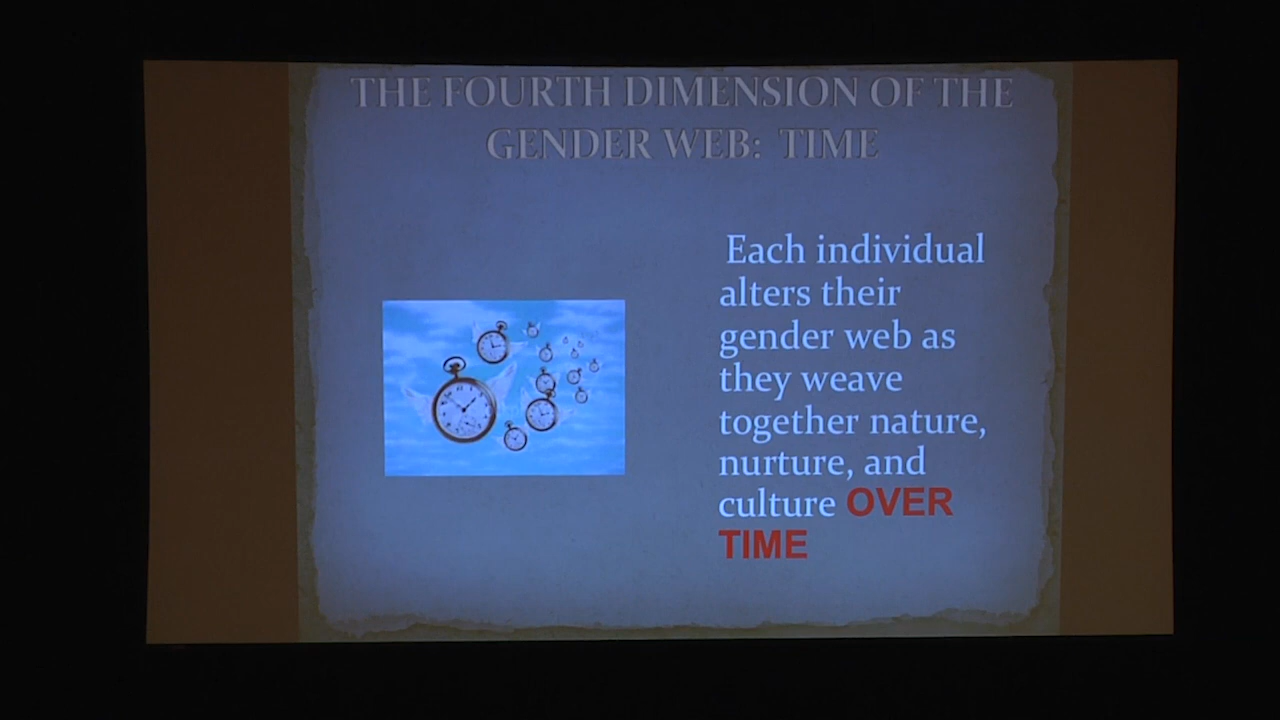 THE FOURTH DIMENSION OF THE
GENDER WEB: TIME
Each individual
alters their
gender web as
they weave
together nature,
nurture, and
culture OVER
TIME